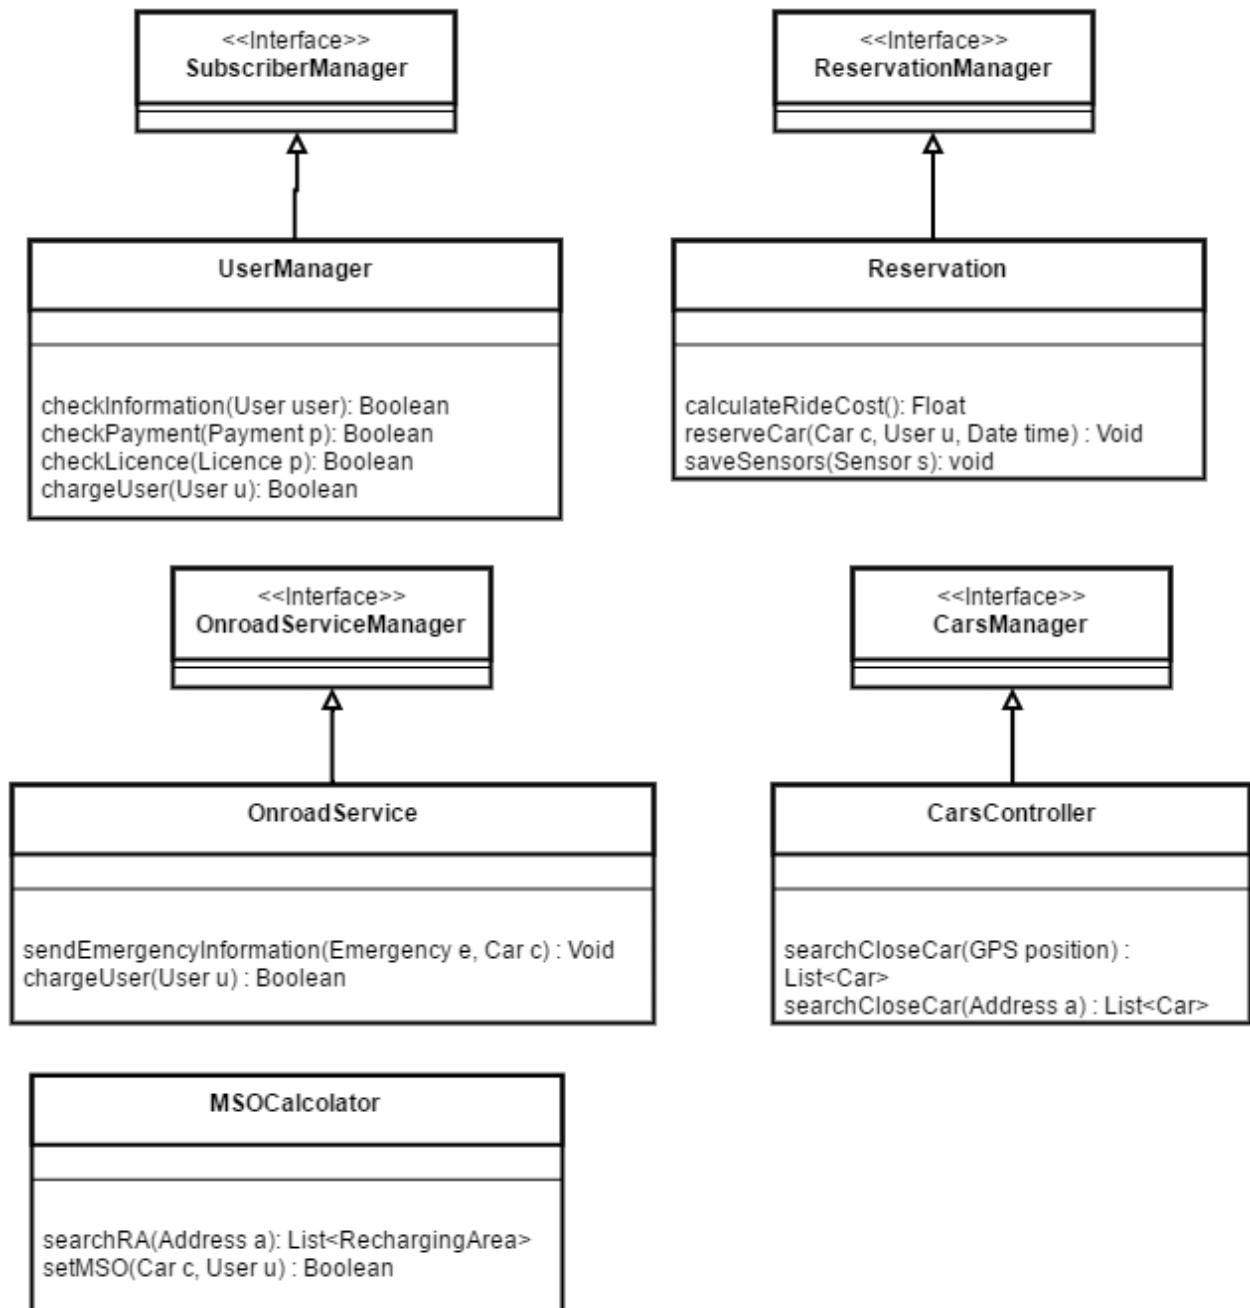 <<Interface>>
SubscriberManager
<<Interface>>
ReservationManager
UserManager
checkInformation(User user): Boolean
checkPayment(Payment p): Boolean
checkLicence(Licence p): Boolean
chargeUser(User u): Boolean
Reservation
calculateRideCost(): Float
reserveCar(Car c, User u, Date time) : Void
saveSensors(Sensor s): void
<<Interface>>
OnroadServiceManager
<<Interface>>
CarsManager
OnroadService
sendEmergencyInformation(Emergency e, Car c) : Void
chargeUser(User u) : Boolean
CarsController
searchCloseCar(GPS position) :
List<Car>
searchCloseCar(Address a) : List<Car>
MSOCalcolator
searchRA(Address a): List<RechargingArea>
setMSO(Car c, User u) : Boolean